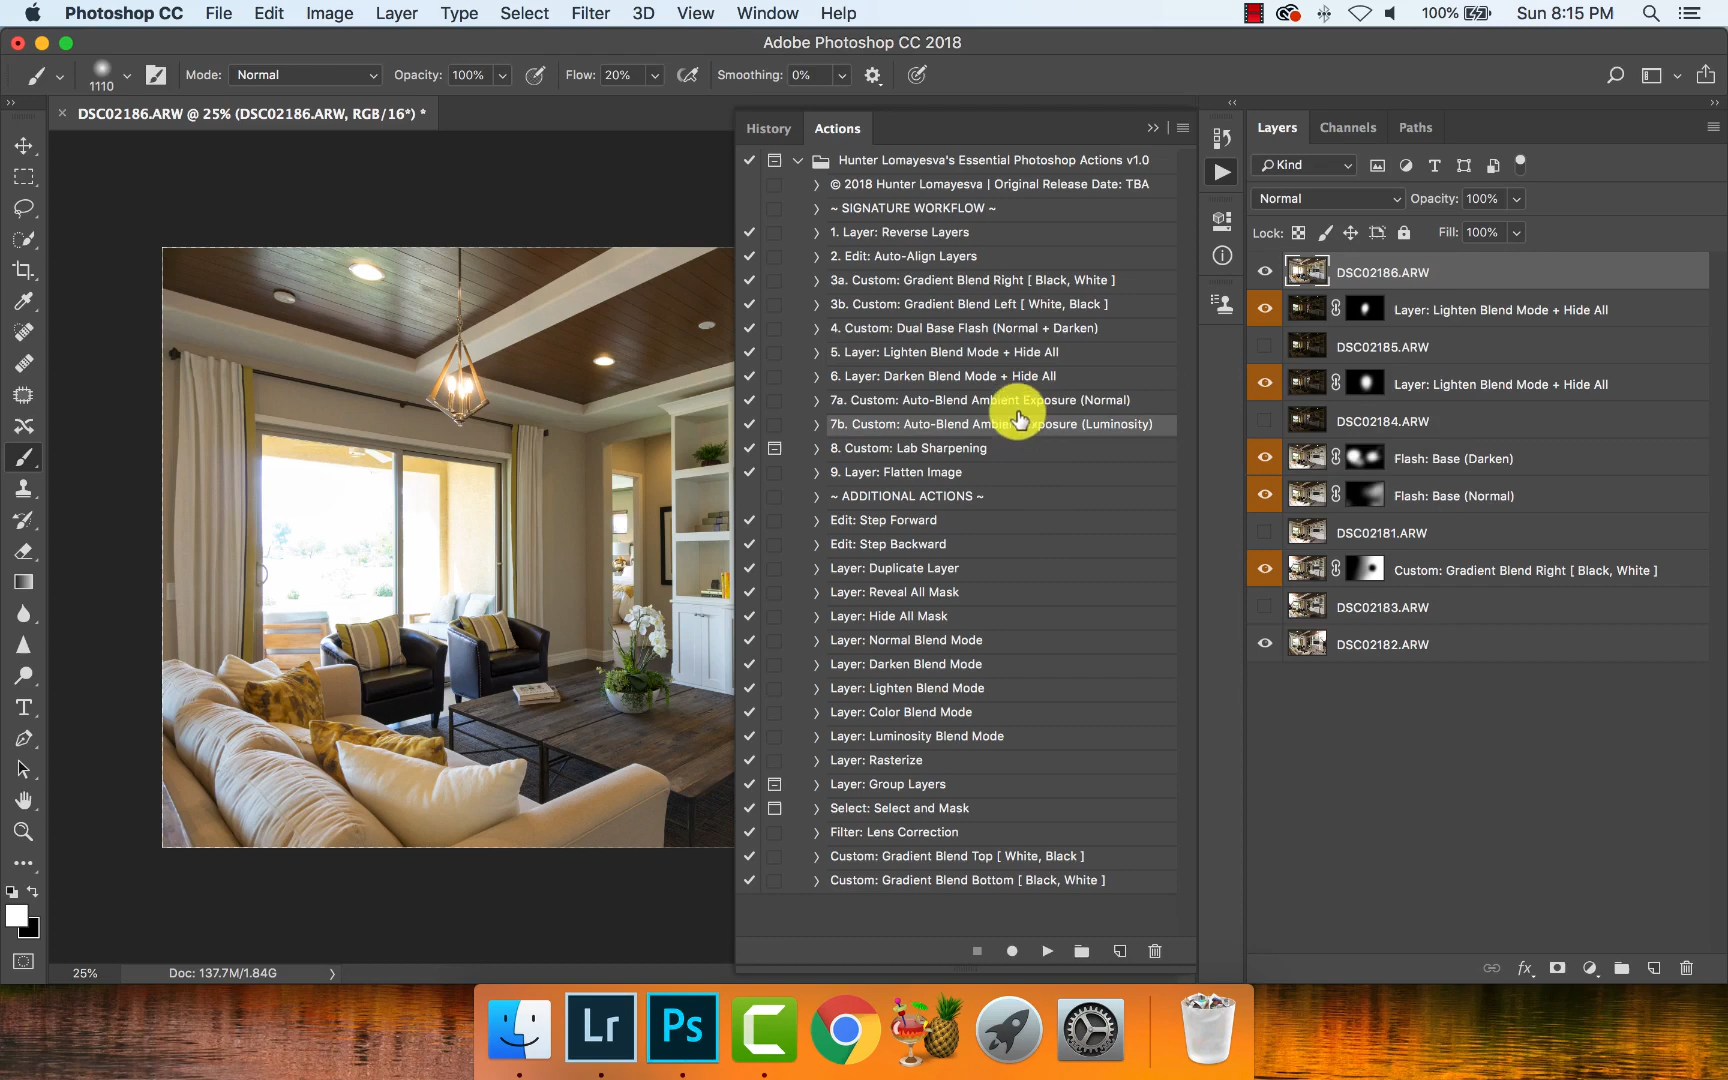 Photoshop CC File Edit Image Layer Type Select Filter 3D View Window Help 100% Sun 8:15 PM
Adobe Photoshop CC 2018
1110 Mode: Normal Opacity: 100% Flow: 20% Smoothing: 0%
× DSC02186.ARW @ 25% (DSC02186.ARW, RGB/16*) *
History Actions
Hunter Lomayesva's Essential Photoshop Actions v1.0
© 2018 Hunter Lomayesva | Original Release Date: TBA
~ SIGNATURE WORKFLOW ~
1. Layer: Reverse Layers
2. Edit: Auto-Align Layers
3a. Custom: Gradient Blend Right [ Black, White ]
3b. Custom: Gradient Blend Left [ White, Black ]
4. Custom: Dual Base Flash (Normal + Darken)
5. Layer: Lighten Blend Mode + Hide All
6. Layer: Darken Blend Mode + Hide All
7a. Custom: Auto-Blend Ambient Exposure (Normal)
7b. Custom: Auto-Blend Ambient Exposure (Luminosity)
8. Custom: Lab Sharpening
9. Layer: Flatten Image
~ ADDITIONAL ACTIONS ~
Edit: Step Forward
Edit: Step Backward
Layer: Duplicate Layer
Layer: Reveal All Mask
Layer: Hide All Mask
Layer: Normal Blend Mode
Layer: Darken Blend Mode
Layer: Lighten Blend Mode
Layer: Color Blend Mode
Layer: Luminosity Blend Mode
Layer: Rasterize
Layer: Group Layers
Select: Select and Mask
Filter: Lens Correction
Custom: Gradient Blend Top [ White, Black ]
Custom: Gradient Blend Bottom [ Black, White ]
Layers Channels Paths
Kind
Normal Opacity: 100%
Lock: Fill: 100%
DSC02186.ARW
Layer: Lighten Blend Mode + Hide All
DSC02185.ARW
Layer: Lighten Blend Mode + Hide All
DSC02184.ARW
Flash: Base (Darken)
Flash: Base (Normal)
DSC02181.ARW
Custom: Gradient Blend Right [ Black, White ]
DSC02183.ARW
DSC02182.ARW
fx
25% Doc: 137.7M/1.84G
Lr Ps